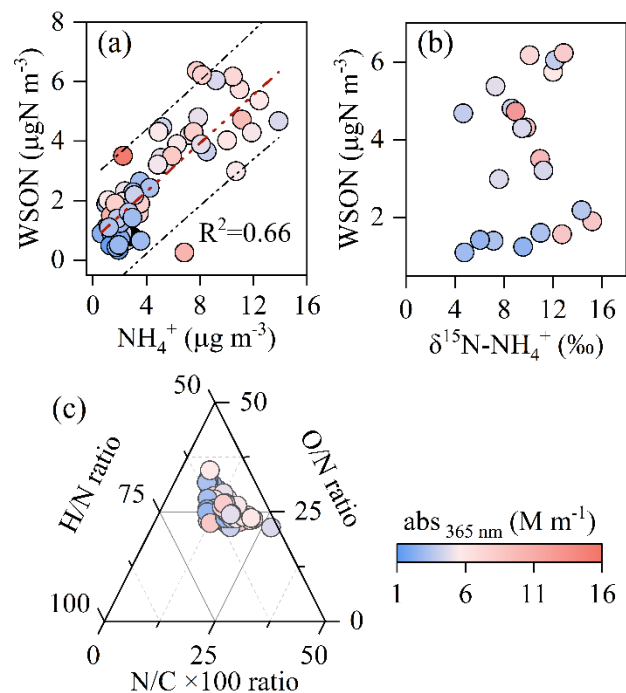 (a)
8
6
4
2
0
WSON (μgN m⁻³)
R²=0.66
0 4 8 12 16
NH₄⁺ (μg m⁻³)
(b)
6
4
2
WSON (μgN m⁻³)
0 5 10 15
δ¹⁵N-NH₄⁺ (‰)
(c)
50
50
H/N ratio
O/N ratio
75
25
100
0
0 25 50
N/C ×100 ratio
abs 365 nm (M m⁻¹)
1 6 11 16